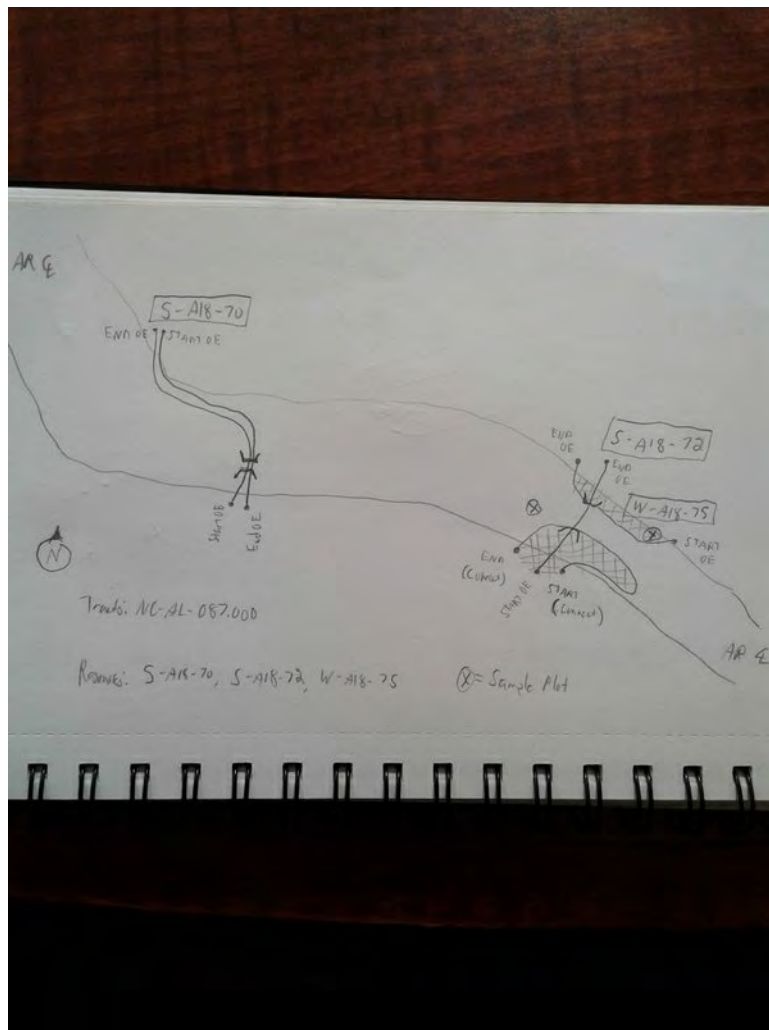 AR ℄
S-A18-70
END OE
START OE
END OE
S-A18-72
END OE
W-A18-75
START OE
Start OE
End OE
N
END (Connect)
START OE
START (Connect)
AR ℄
NC-AL-087.000
S-A18-70, S-A18-72, W-A18-75
⊗ = Sample Plot